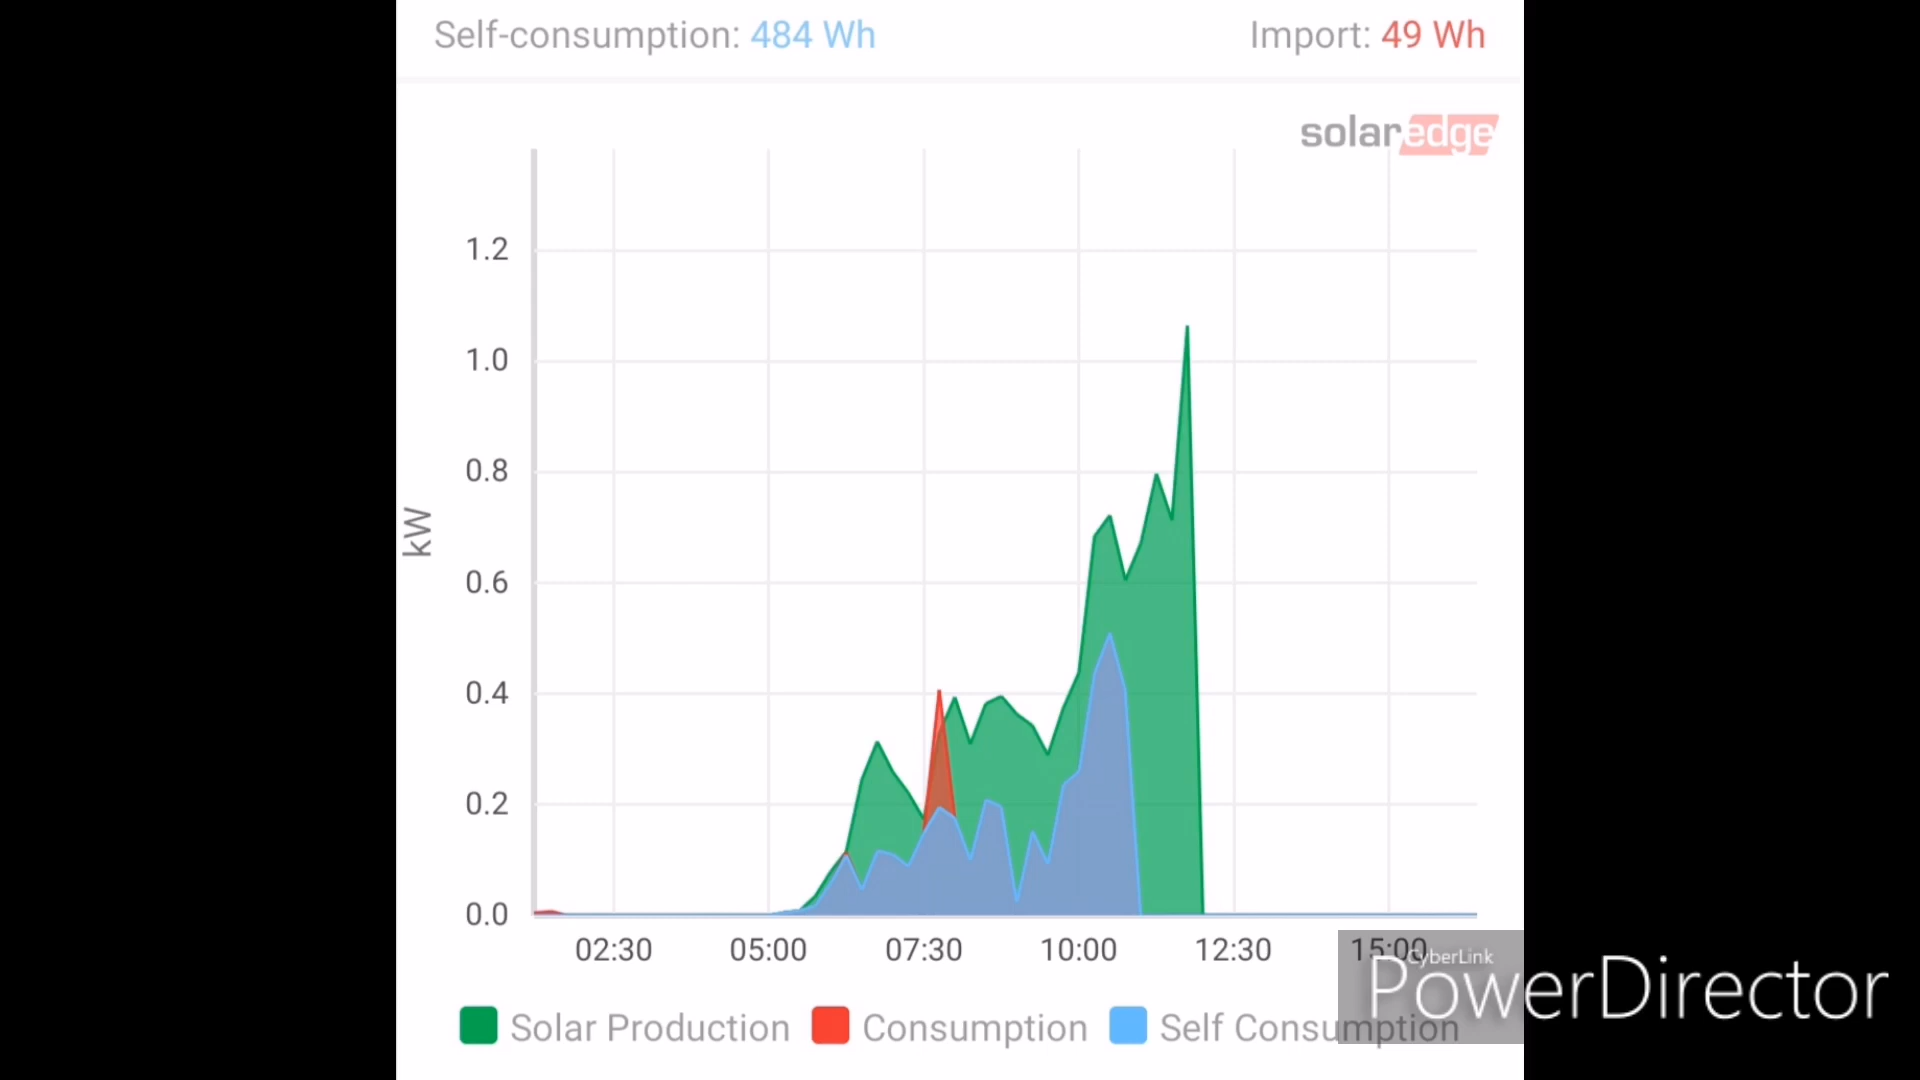 Self-consumption: 484 Wh
Import: 49 Wh
solaredge
kW
1.2
1.0
0.8
0.6
0.4
0.2
0.0
02:30 05:00 07:30 10:00 12:30 15:00
Solar Production Consumption Self Consumption
CyberLink
PowerDirector